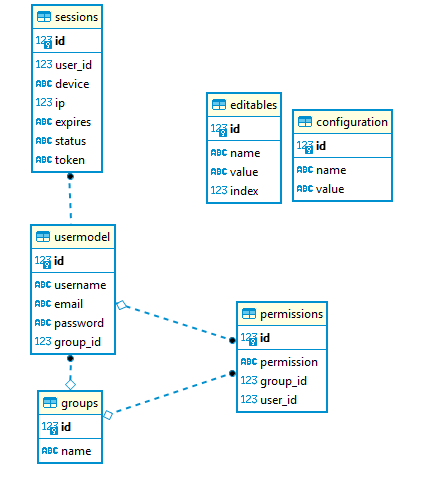 sessions
123 id
123 user_id
ABC device
123 ip
ABC expires
ABC status
ABC token
editables
123 id
ABC name
ABC value
123 index
configuration
123 id
ABC name
ABC value
usermodel
123 id
ABC username
ABC email
ABC password
123 group_id
permissions
123 id
ABC permission
123 group_id
123 user_id
groups
123 id
ABC name